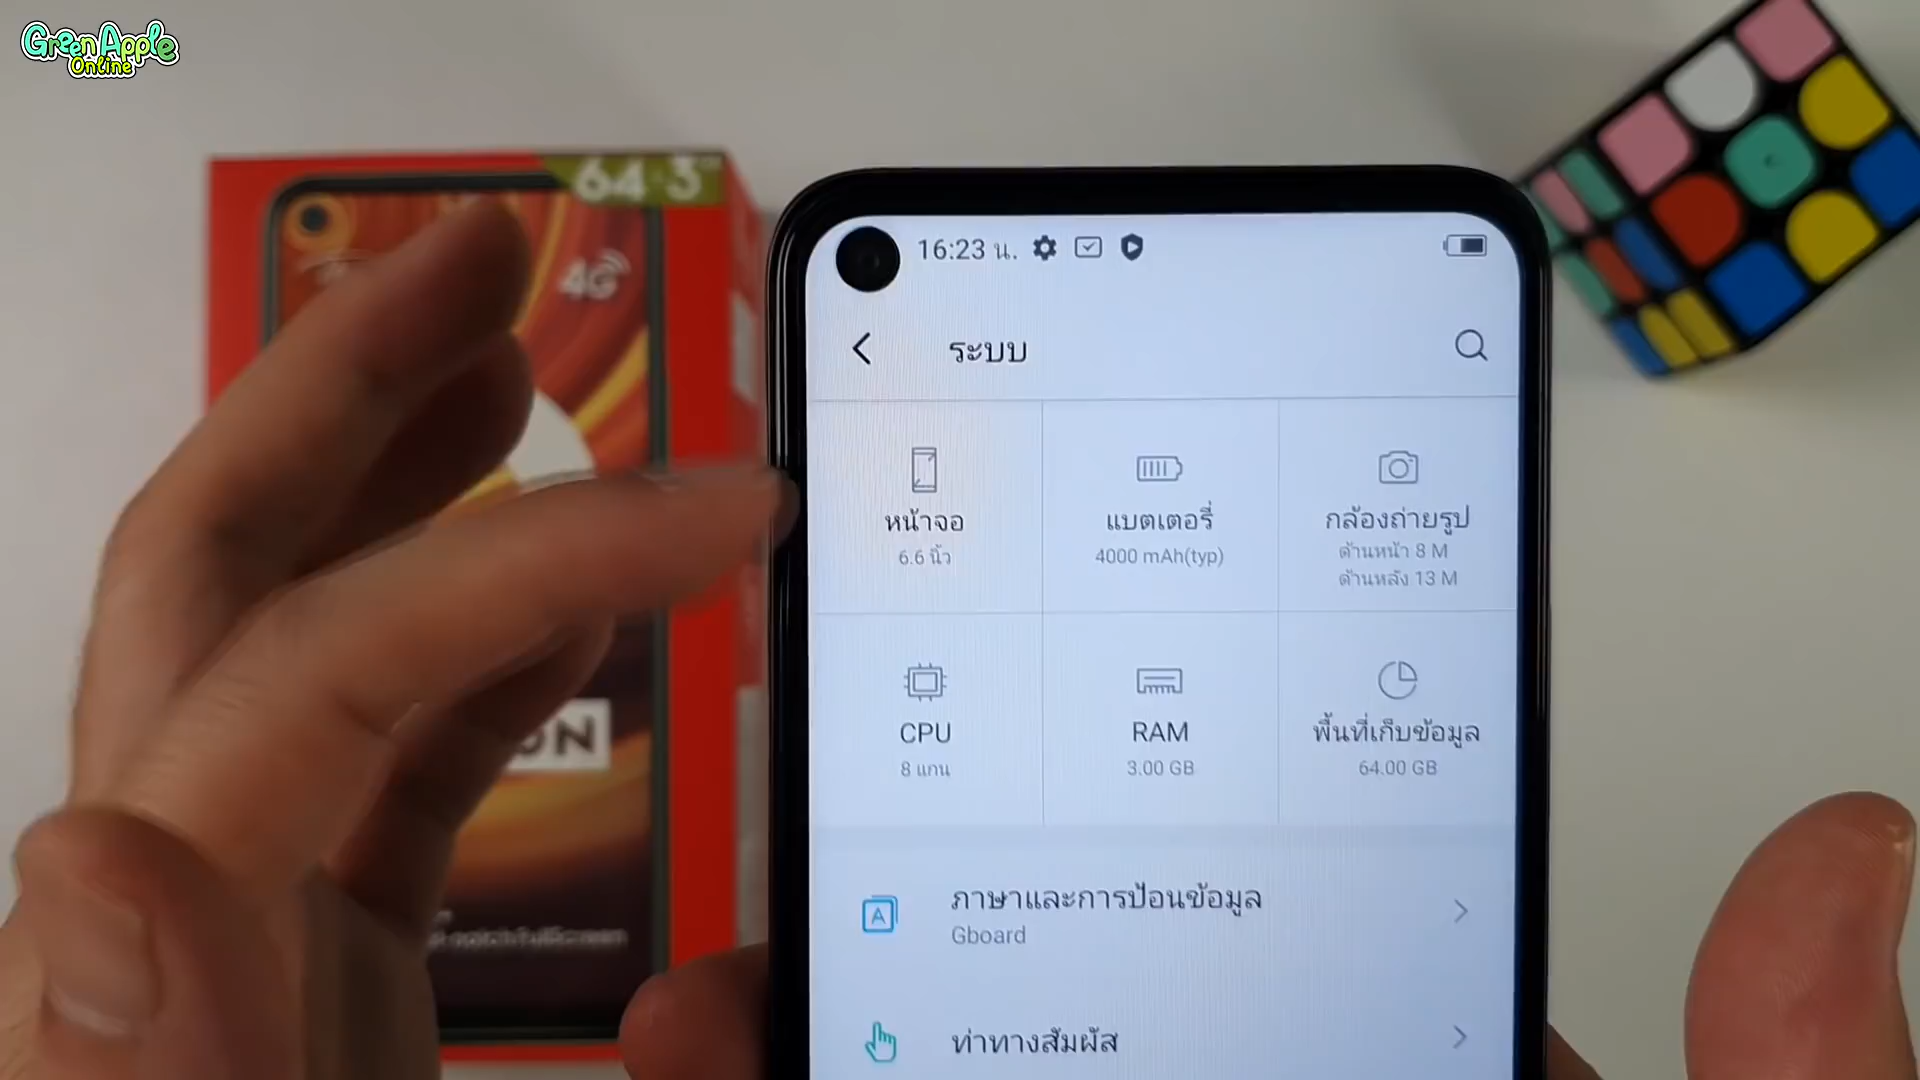 Green Apple
Online
64+3
4G
16:23 น.
ระบบ
หน้าจอ
6.6 นิ้ว
แบตเตอรี่
4000 mAh(typ)
กล้องถ่ายรูป
ด้านหน้า 8 M
ด้านหลัง 13 M
CPU
8 แกน
RAM
3.00 GB
พื้นที่เก็บข้อมูล
64.00 GB
ภาษาและการป้อนข้อมูล
Gboard
ท่าทางสัมผัส